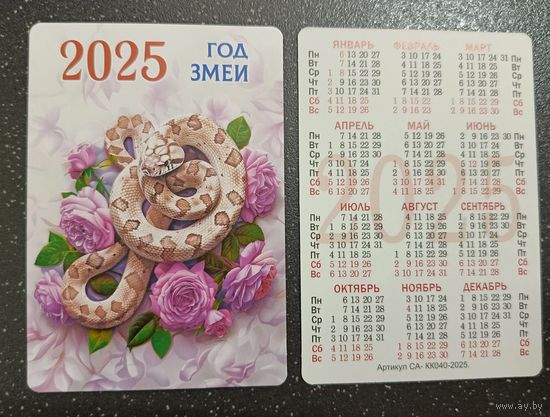 2025 ГОД
ЗМЕИ
ЯНВАРЬ ФЕВРАЛЬ МАРТ
Пн 6 13 20 27 3 10 17 24 3 10 17 24 31 Пн
Вт 7 14 21 28 4 11 18 25 4 11 18 25 Вт
Ср 1 8 15 22 29 5 12 19 26 5 12 19 26 Ср
Чт 2 9 16 23 30 6 13 20 27 6 13 20 27 Чт
Пт 3 10 17 24 31 7 14 21 28 7 14 21 28 Пт
Сб 4 11 18 25 1 8 15 22 1 8 15 22 29 Сб
Вс 5 12 19 26 2 9 16 23 2 9 16 23 30 Вс
АПРЕЛЬ МАЙ ИЮНЬ
Пн 7 14 21 28 5 12 19 26 2 9 16 23 30 Пн
Вт 1 8 15 22 29 6 13 20 27 3 10 17 24 Вт
Ср 2 9 16 23 30 7 14 21 28 4 11 18 25 Ср
Чт 3 10 17 24 1 8 15 22 29 5 12 19 26 Чт
Пт 4 11 18 25 2 9 16 23 30 6 13 20 27 Пт
Сб 5 12 19 26 3 10 17 24 31 7 14 21 28 Сб
Вс 6 13 20 27 4 11 18 25 1 8 15 22 29 Вс
2025
ИЮЛЬ АВГУСТ СЕНТЯБРЬ
Пн 7 14 21 28 4 11 18 25 1 8 15 22 29 Пн
Вт 1 8 15 22 29 5 12 19 26 2 9 16 23 30 Вт
Ср 2 9 16 23 30 6 13 20 27 3 10 17 24 Ср
Чт 3 10 17 24 31 7 14 21 28 4 11 18 25 Чт
Пт 4 11 18 25 1 8 15 22 29 5 12 19 26 Пт
Сб 5 12 19 26 2 9 16 23 30 6 13 20 27 Сб
Вс 6 13 20 27 3 10 17 24 31 7 14 21 28 Вс
ОКТЯБРЬ НОЯБРЬ ДЕКАБРЬ
Пн 6 13 20 27 3 10 17 24 1 8 15 22 29 Пн
Вт 7 14 21 28 4 11 18 25 2 9 16 23 30 Вт
Ср 1 8 15 22 29 5 12 19 26 3 10 17 24 31 Ср
Чт 2 9 16 23 30 6 13 20 27 4 11 18 25 Чт
Пт 3 10 17 24 31 7 14 21 28 5 12 19 26 Пт
Сб 4 11 18 25 1 8 15 22 29 6 13 20 27 Сб
Вс 5 12 19 26 2 9 16 23 30 7 14 21 28 Вс
Артикул СА- КК040-2025.
www.ay.by